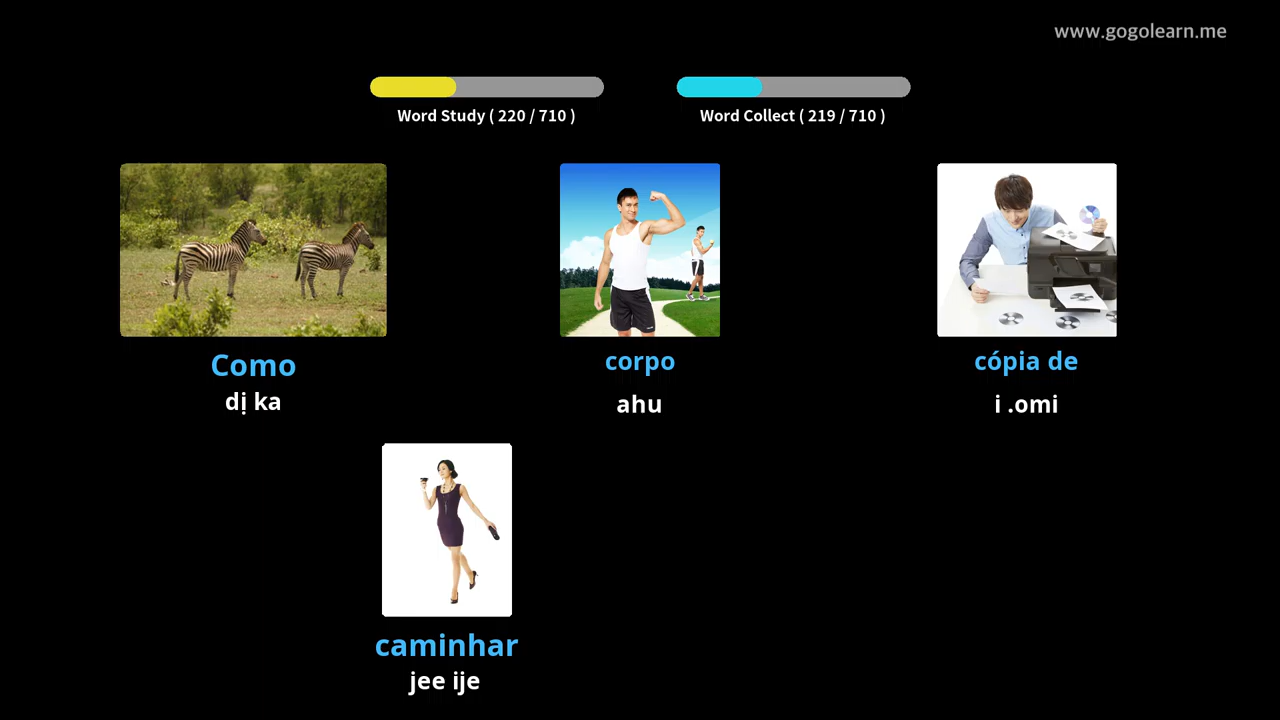 www.gogolearn.me
Word Study ( 220 / 710 )
Word Collect ( 219 / 710 )
Como
dị ka
corpo
ahu
cópia de
i .omi
caminhar
jee ije